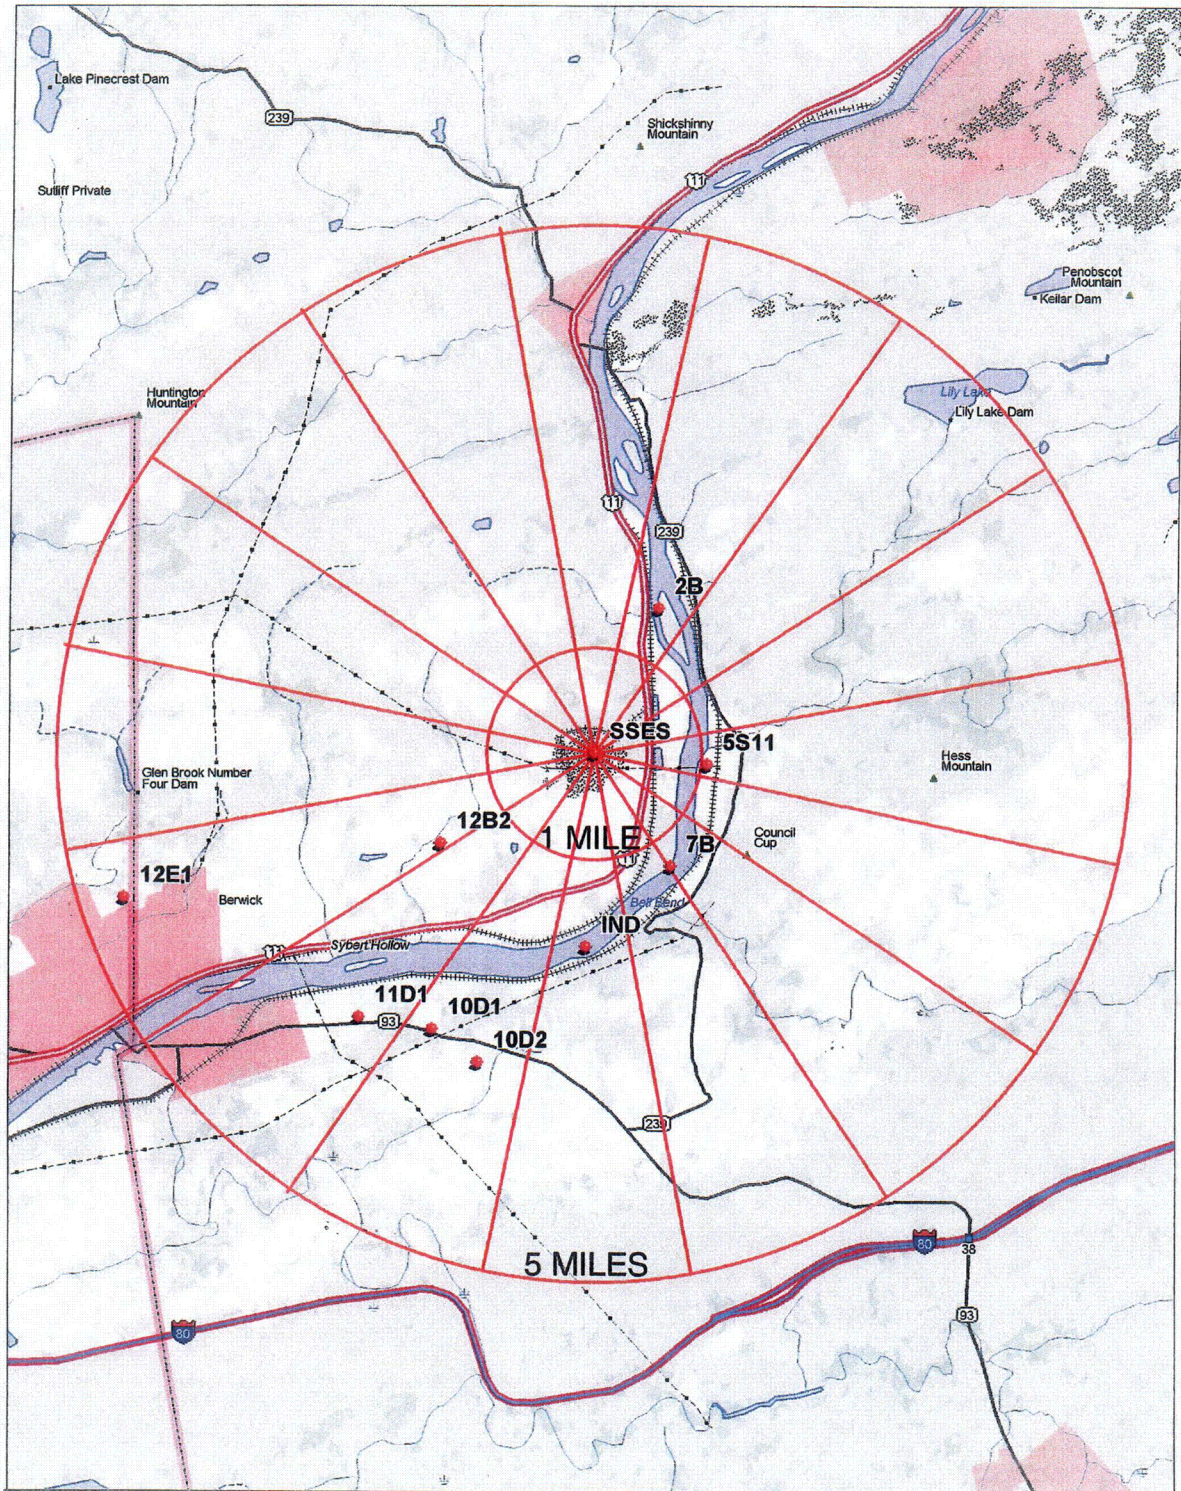 Lake Pinecrest Dam
239
Shickshinny
Mountain
11
Sutliff Private
Penobscot
Mountain
Keilar Dam
Huntington
Mountain
Lily Lake
Lily Lake Dam
11
239
2B
SSES
5S11
Hess
Mountain
Glen Brook Number
Four Dam
12B2
1 MILE
7B
Council
Cup
11
12E1
Berwick
Bell Bend
IND
Sybert Hollow
11
11D1
93
10D1
10D2
239
5 MILES
80
38
80
93